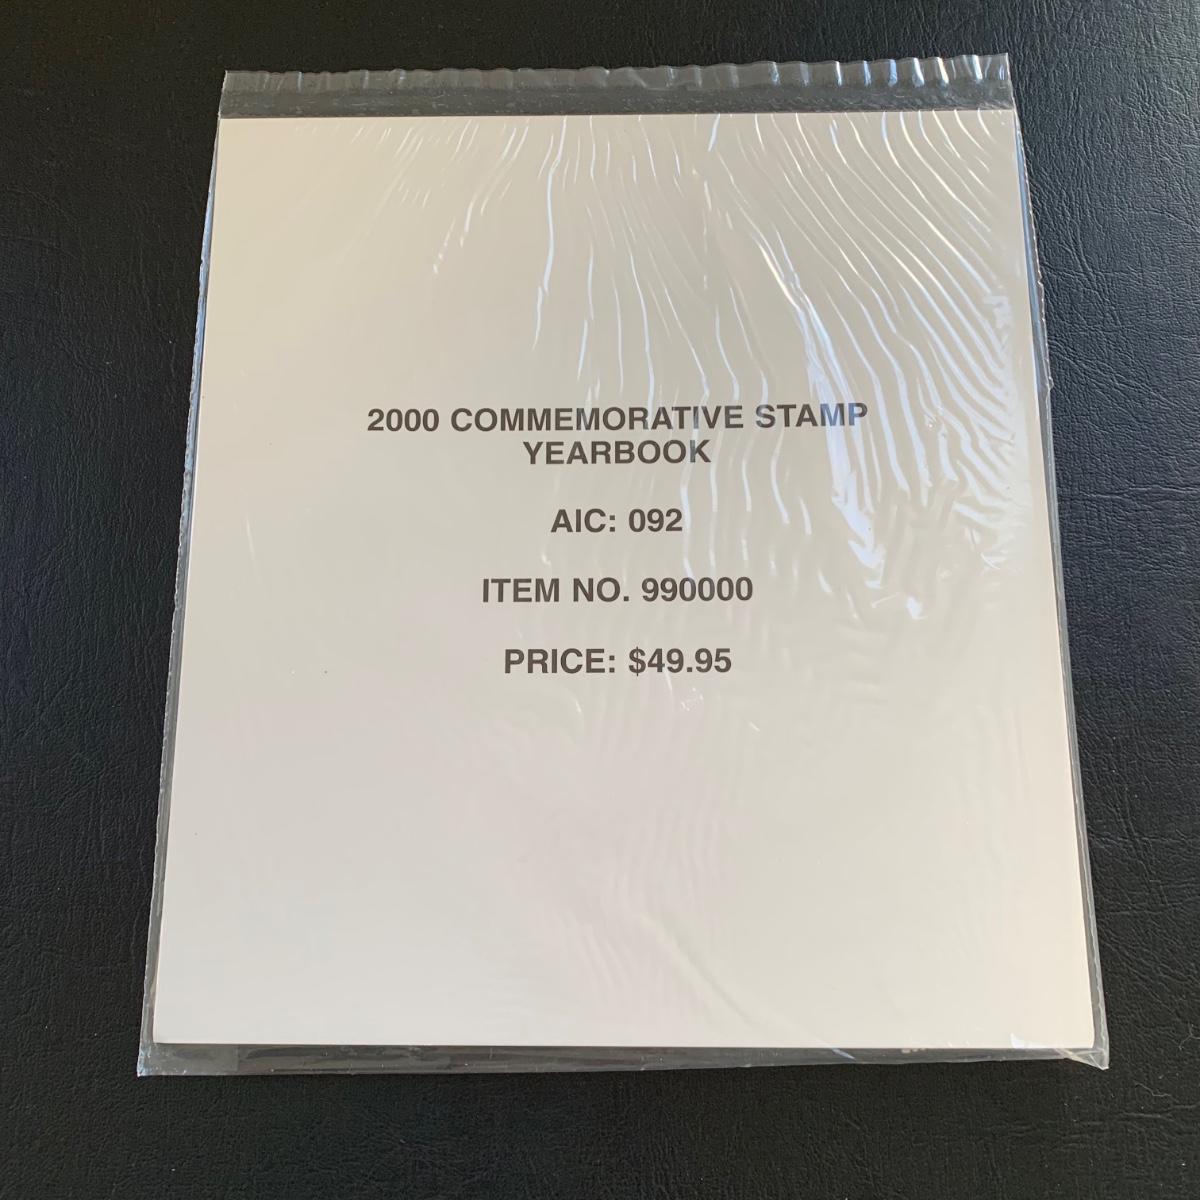 2000 COMMEMORATIVE STAMP
YEARBOOK
AIC: 092
ITEM NO. 990000
PRICE: $49.95